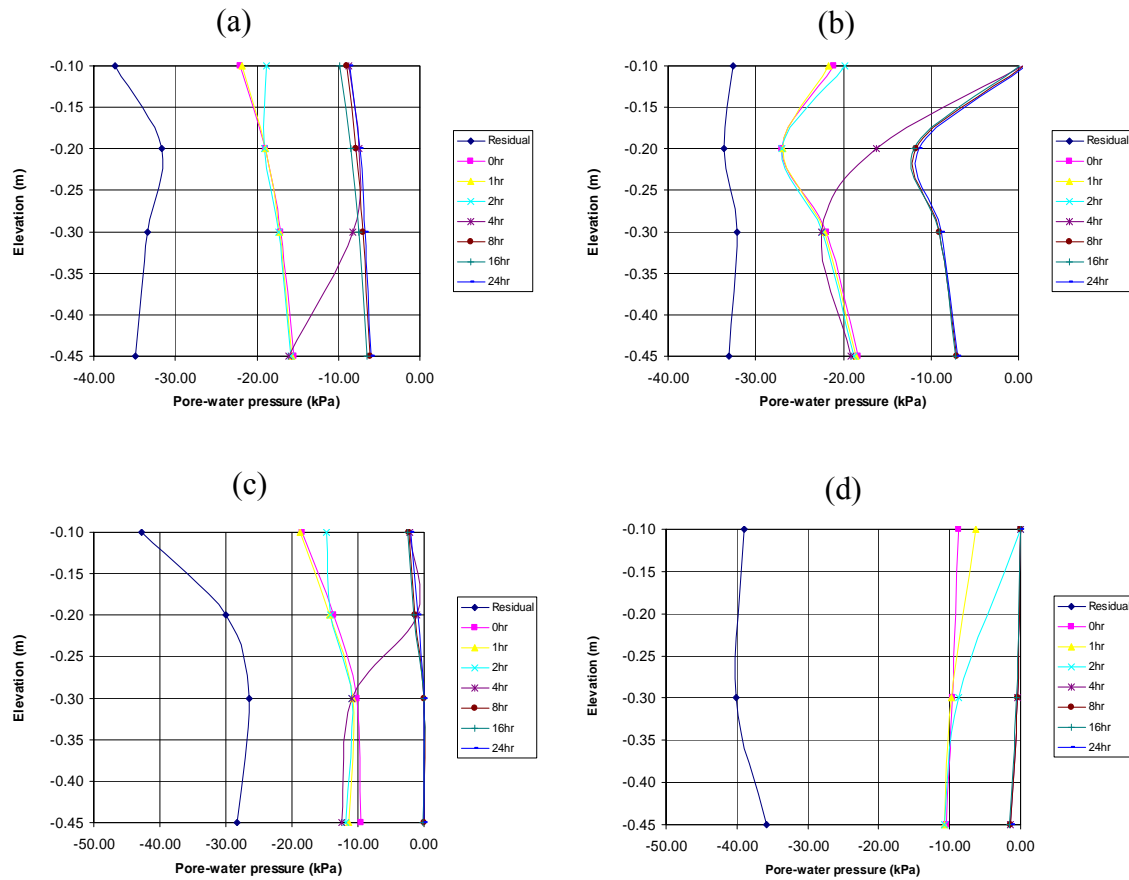 (a)
-0.10
-0.15
-0.20
-0.25
-0.30
-0.35
-0.40
-0.45
-40.00 -30.00 -20.00 -10.00 0.00
Pore-water pressure (kPa)
Elevation (m)
Residual
0hr
1hr
2hr
4hr
8hr
16hr
24hr
(b)
-0.10
-0.15
-0.20
-0.25
-0.30
-0.35
-0.40
-0.45
-40.00 -30.00 -20.00 -10.00 0.00
Pore-water pressure (kPa)
Elevation (m)
Residual
0hr
1hr
2hr
4hr
8hr
16hr
24hr
(c)
-0.10
-0.15
-0.20
-0.25
-0.30
-0.35
-0.40
-0.45
-50.00 -40.00 -30.00 -20.00 -10.00 0.00
Pore-water pressure (kPa)
Elevation (m)
Residual
0hr
1hr
2hr
4hr
8hr
16hr
24hr
(d)
-0.10
-0.15
-0.20
-0.25
-0.30
-0.35
-0.40
-0.45
-50.00 -40.00 -30.00 -20.00 -10.00 0.00
Pore-water pressure (kPa)
Elevation (m)
Residual
0hr
1hr
2hr
4hr
8hr
16hr
24hr